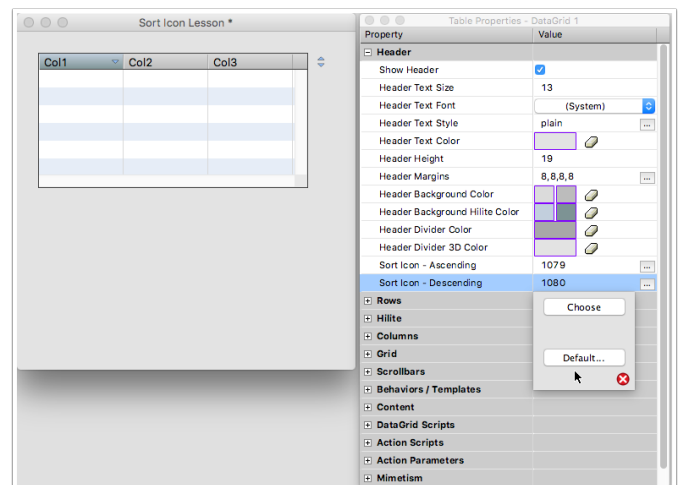 Sort Icon Lesson *
Col1 Col2 Col3
Table Properties - DataGrid 1
Property Value
Header
Show Header
Header Text Size 13
Header Text Font (System)
Header Text Style plain ...
Header Text Color
Header Height 19
Header Margins 8,8,8,8 ...
Header Background Color
Header Background Hilite Color
Header Divider Color
Header Divider 3D Color
Sort Icon - Ascending 1079 ...
Sort Icon - Descending 1080 ...
Rows
Choose
Hilite
Columns
Grid
Default...
Scrollbars
Behaviors / Templates
Content
DataGrid Scripts
Action Scripts
Action Parameters
Mimetism